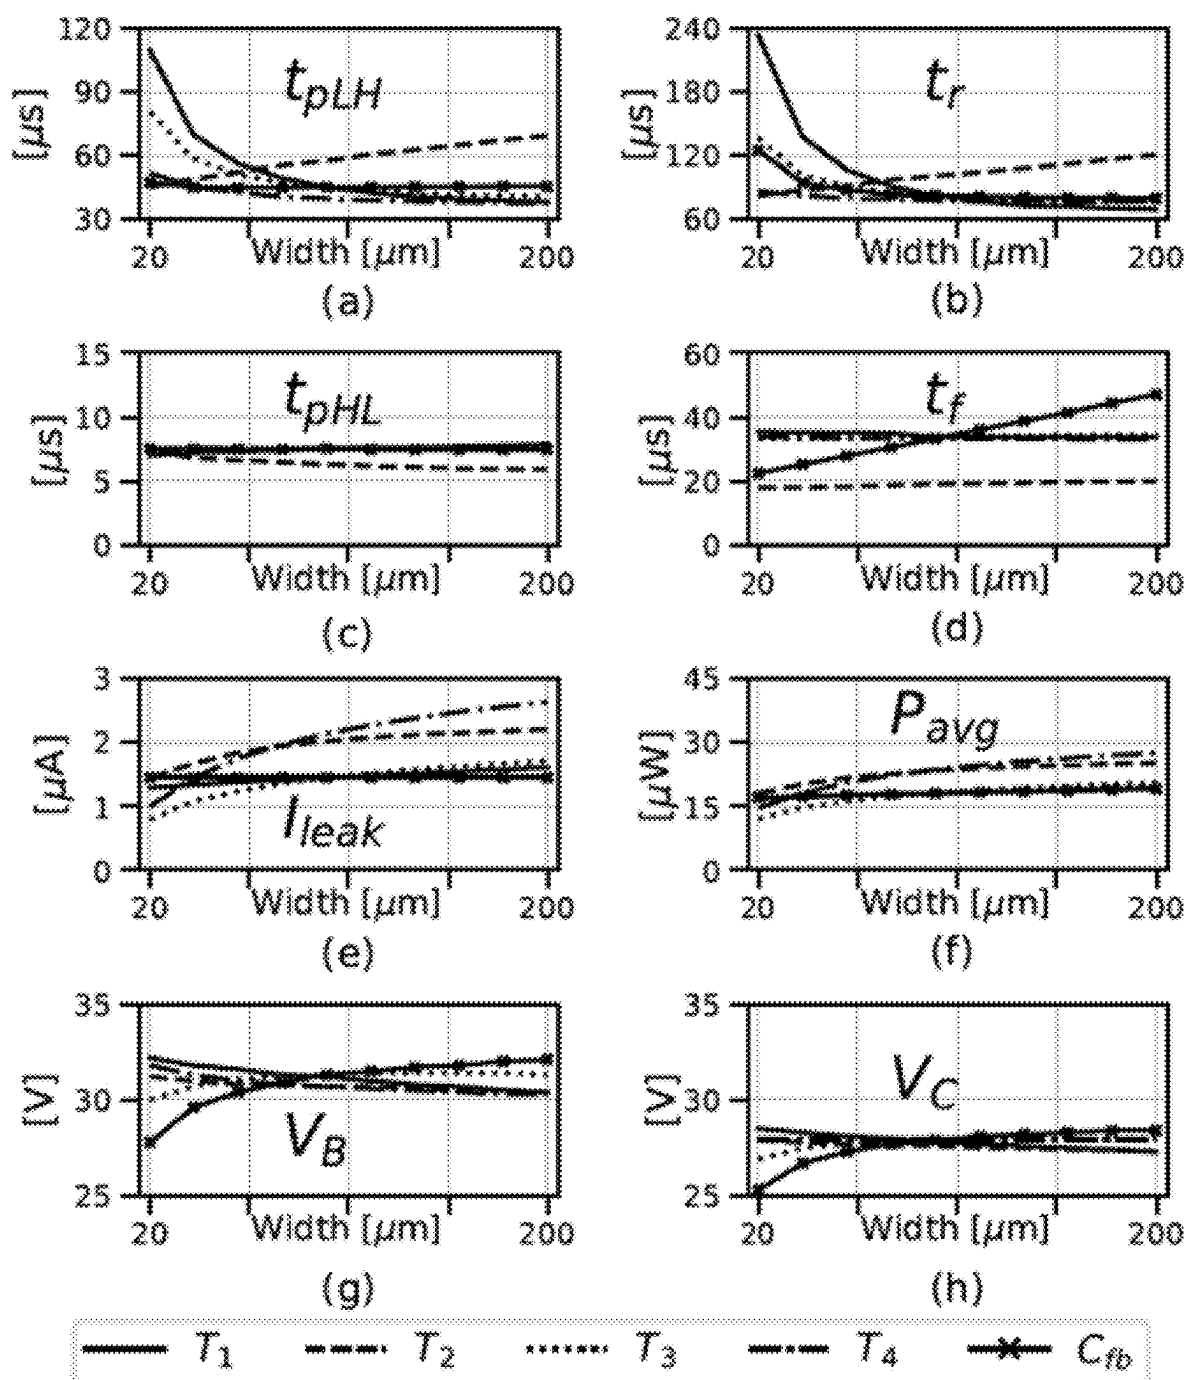 120
90
60
30
[µs]
t_pLH
20
Width [µm]
200
(a)
240
180
120
60
[µs]
t_r
20
Width [µm]
200
(b)
15
10
5
0
[µs]
t_pHL
20
Width [µm]
200
(c)
60
40
20
0
[µs]
t_f
20
Width [µm]
200
(d)
3
2
1
0
[µA]
I_leak
20
Width [µm]
200
(e)
45
30
15
0
[µW]
P_avg
20
Width [µm]
200
(f)
35
30
25
[V]
V_B
20
Width [µm]
200
(g)
35
30
25
[V]
V_C
20
Width [µm]
200
(h)
T_1 T_2 T_3 T_4 C_fb